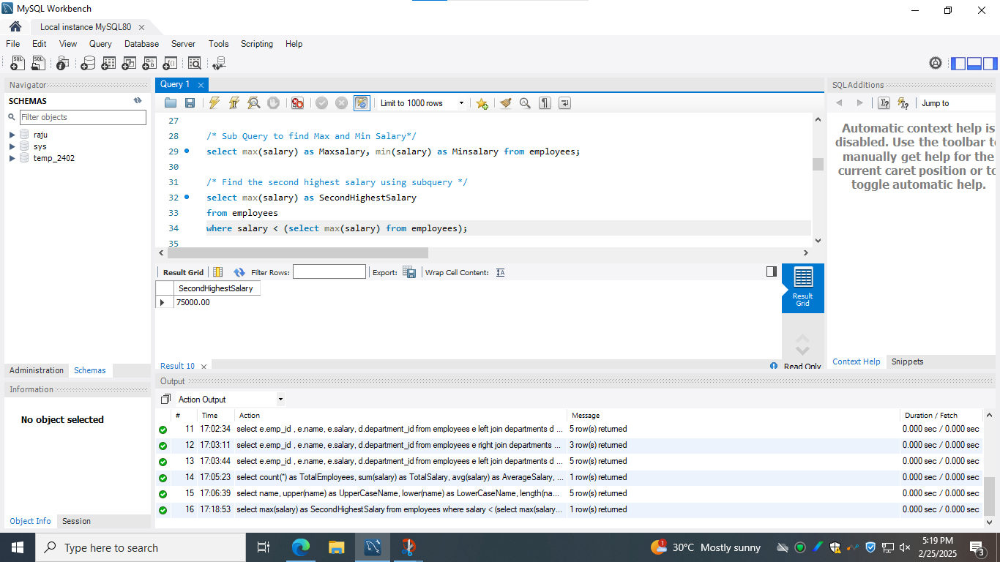 MySQL Workbench
Local instance MySQL80
File Edit View Query Database Server Tools Scripting Help
Navigator
SCHEMAS
Filter objects
raju
sys
temp_2402
Administration Schemas
Information
No object selected
Object Info Session
Query 1
Limit to 1000 rows
27
28 /* Sub Query to find Max and Min Salary*/
29 select max(salary) as Maxsalary, min(salary) as Minsalary from employees;
30
31 /* Find the second highest salary using subquery */
32 select max(salary) as SecondHighestSalary
33 from employees
34 where salary < (select max(salary) from employees);
35
Result Grid Filter Rows: Export: Wrap Cell Content:
SecondHighestSalary
75000.00
Result Grid
Result 10
Read Only
SQLAdditions
Jump to
Automatic context help is
disabled. Use the toolbar to
manually get help for the
current caret position or to
toggle automatic help.
Context Help Snippets
Output
Action Output
# Time Action Message Duration / Fetch
11 17:02:34 select e.emp_id , e.name, e.salary, d.department_id from employees e left join departments d ... 5 row(s) returned 0.000 sec / 0.000 sec
12 17:03:11 select e.emp_id , e.name, e.salary, d.department_id from employees e right join departments ... 3 row(s) returned 0.000 sec / 0.000 sec
13 17:03:44 select e.emp_id , e.name, e.salary, d.department_id from employees e left join departments d ... 5 row(s) returned 0.000 sec / 0.000 sec
14 17:05:23 select count(*) as TotalEmployees, sum(salary) as TotalSalary, avg(salary) as AverageSalary, ... 1 row(s) returned 0.000 sec / 0.000 sec
15 17:06:39 select name, upper(name) as UpperCaseName, lower(name) as LowerCaseName, length(na... 5 row(s) returned 0.000 sec / 0.000 sec
16 17:18:53 select max(salary) as SecondHighestSalary from employees where salary < (select max(salary... 1 row(s) returned 0.000 sec / 0.000 sec
Type here to search
1
30°C Mostly sunny
5:19 PM
2/25/2025
3